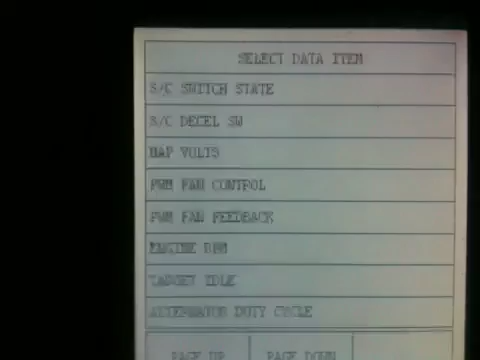 SELECT DATA ITEM
S/C SWITCH STATE
S/C DECEL SW
MAF VOLTS
PWM FAN CONTROL
PWM FAN FEEDBACK
ENGINE RPM
TARGET IDLE
ALTERNATOR DUTY CYCLE
PAGE UP PAGE DOWN